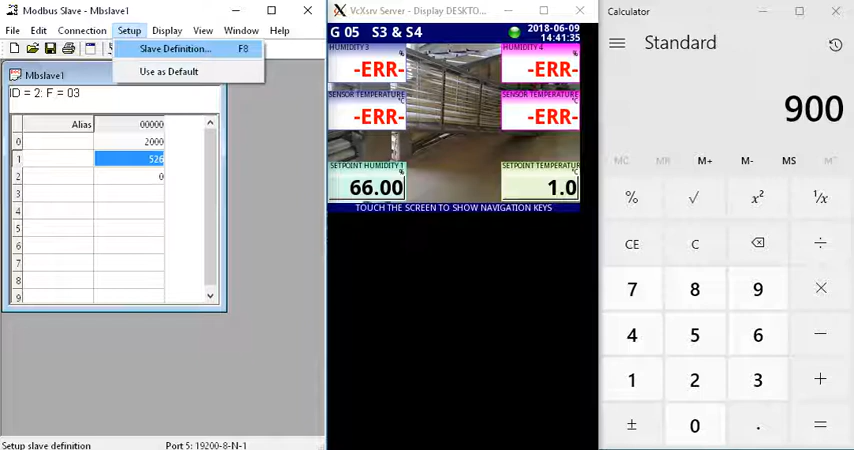 Modbus Slave - Mbslave1
File Edit Connection Setup Display View Window Help
Slave Definition... F8
Use as Default
Mbslave1
ID = 2: F = 03
Alias 00000
0 2000
1 526
2 0
3
4
5
6
7
8
9
Setup slave definition Port 5: 19200-8-N-1
VcXsrv Server - Display DESKTO...
G 05 S3 & S4 2018-06-09
14:41:35
HUMIDITY 3 % HUMIDITY 4 %
-ERR- -ERR-
SENSOR TEMPERATURE °C SENSOR TEMPERATURE °C
-ERR- -ERR-
SETPOINT HUMIDITY 1 % SETPOINT TEMPERATUR °C
66.00 1.0
TOUCH THE SCREEN TO SHOW NAVIGATION KEYS
Calculator
Standard
900
MC MR M+ M- MS
% √ x² ¹/x
CE C ÷
7 8 9 ×
4 5 6 −
1 2 3 +
± 0 . =